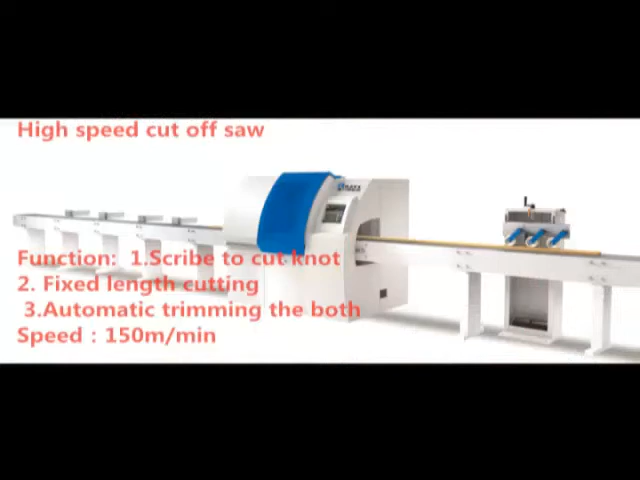 High speed cut off saw
Function: 1.Scribe to cut knot
2. Fixed length cutting
3.Automatic trimming the both
Speed : 150m/min